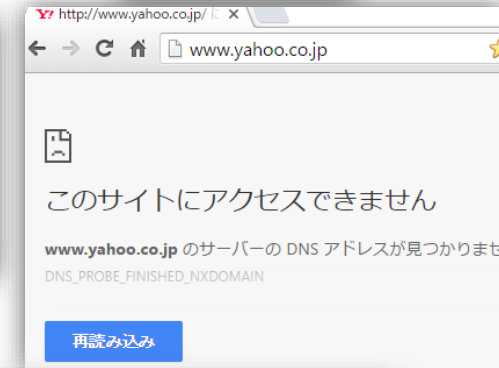 http://www.yahoo.co.jp/
www.yahoo.co.jp
このサイトにアクセスできません
www.yahoo.co.jp のサーバーの DNS アドレスが見つかりませ
DNS_PROBE_FINISHED_NXDOMAIN
再読み込み